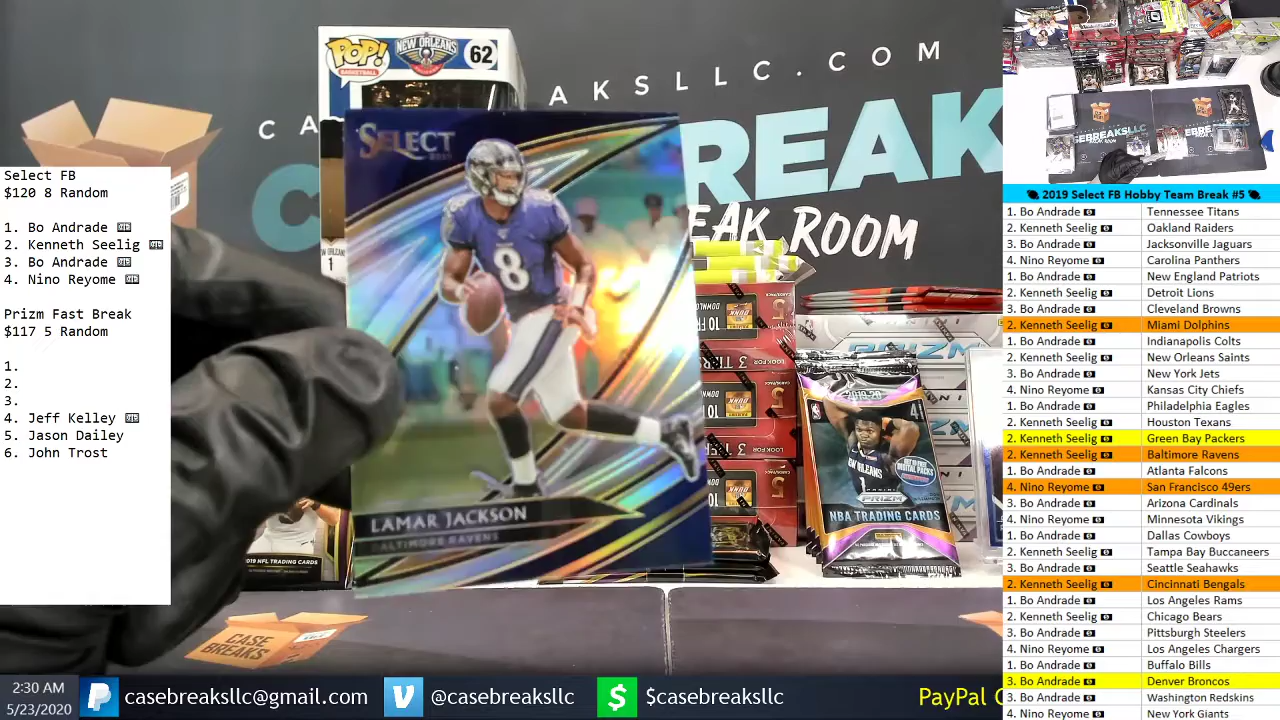 Select FB
$120 8 Random
1. Bo Andrade
2. Kenneth Seelig
3. Bo Andrade
4. Nino Reyome
Prizm Fast Break
$117 5 Random
1.
2.
3.
4. Jeff Kelley
5. Jason Dailey
6. John Trost
POP!
BASKETBALL
NEW ORLEANS
62
AKSLLC.COM
CA
C
BREAK
EAK ROOM
SELECT
8
LAMAR JACKSON
BALTIMORE RAVENS
2019 NFL TRADING CARDS
CASE
BREAKS
PRIZM
NEW ORLEANS
PRIZM
NBA TRADING CARDS
2019 Select FB Hobby Team Break #5
1. Bo Andrade Tennessee Titans
2. Kenneth Seelig Oakland Raiders
3. Bo Andrade Jacksonville Jaguars
4. Nino Reyome Carolina Panthers
1. Bo Andrade New England Patriots
2. Kenneth Seelig Detroit Lions
3. Bo Andrade Cleveland Browns
2. Kenneth Seelig Miami Dolphins
1. Bo Andrade Indianapolis Colts
2. Kenneth Seelig New Orleans Saints
3. Bo Andrade New York Jets
4. Nino Reyome Kansas City Chiefs
1. Bo Andrade Philadelphia Eagles
2. Kenneth Seelig Houston Texans
2. Kenneth Seelig Green Bay Packers
2. Kenneth Seelig Baltimore Ravens
1. Bo Andrade Atlanta Falcons
4. Nino Reyome San Francisco 49ers
3. Bo Andrade Arizona Cardinals
4. Nino Reyome Minnesota Vikings
1. Bo Andrade Dallas Cowboys
2. Kenneth Seelig Tampa Bay Buccaneers
3. Bo Andrade Seattle Seahawks
2. Kenneth Seelig Cincinnati Bengals
1. Bo Andrade Los Angeles Rams
2. Kenneth Seelig Chicago Bears
3. Bo Andrade Pittsburgh Steelers
4. Nino Reyome Los Angeles Chargers
1. Bo Andrade Buffalo Bills
3. Bo Andrade Denver Broncos
3. Bo Andrade Washington Redskins
4. Nino Reyome New York Giants
2:30 AM
5/23/2020
casebreaksllc@gmail.com
@casebreaksllc
$casebreaksllc
PayPal